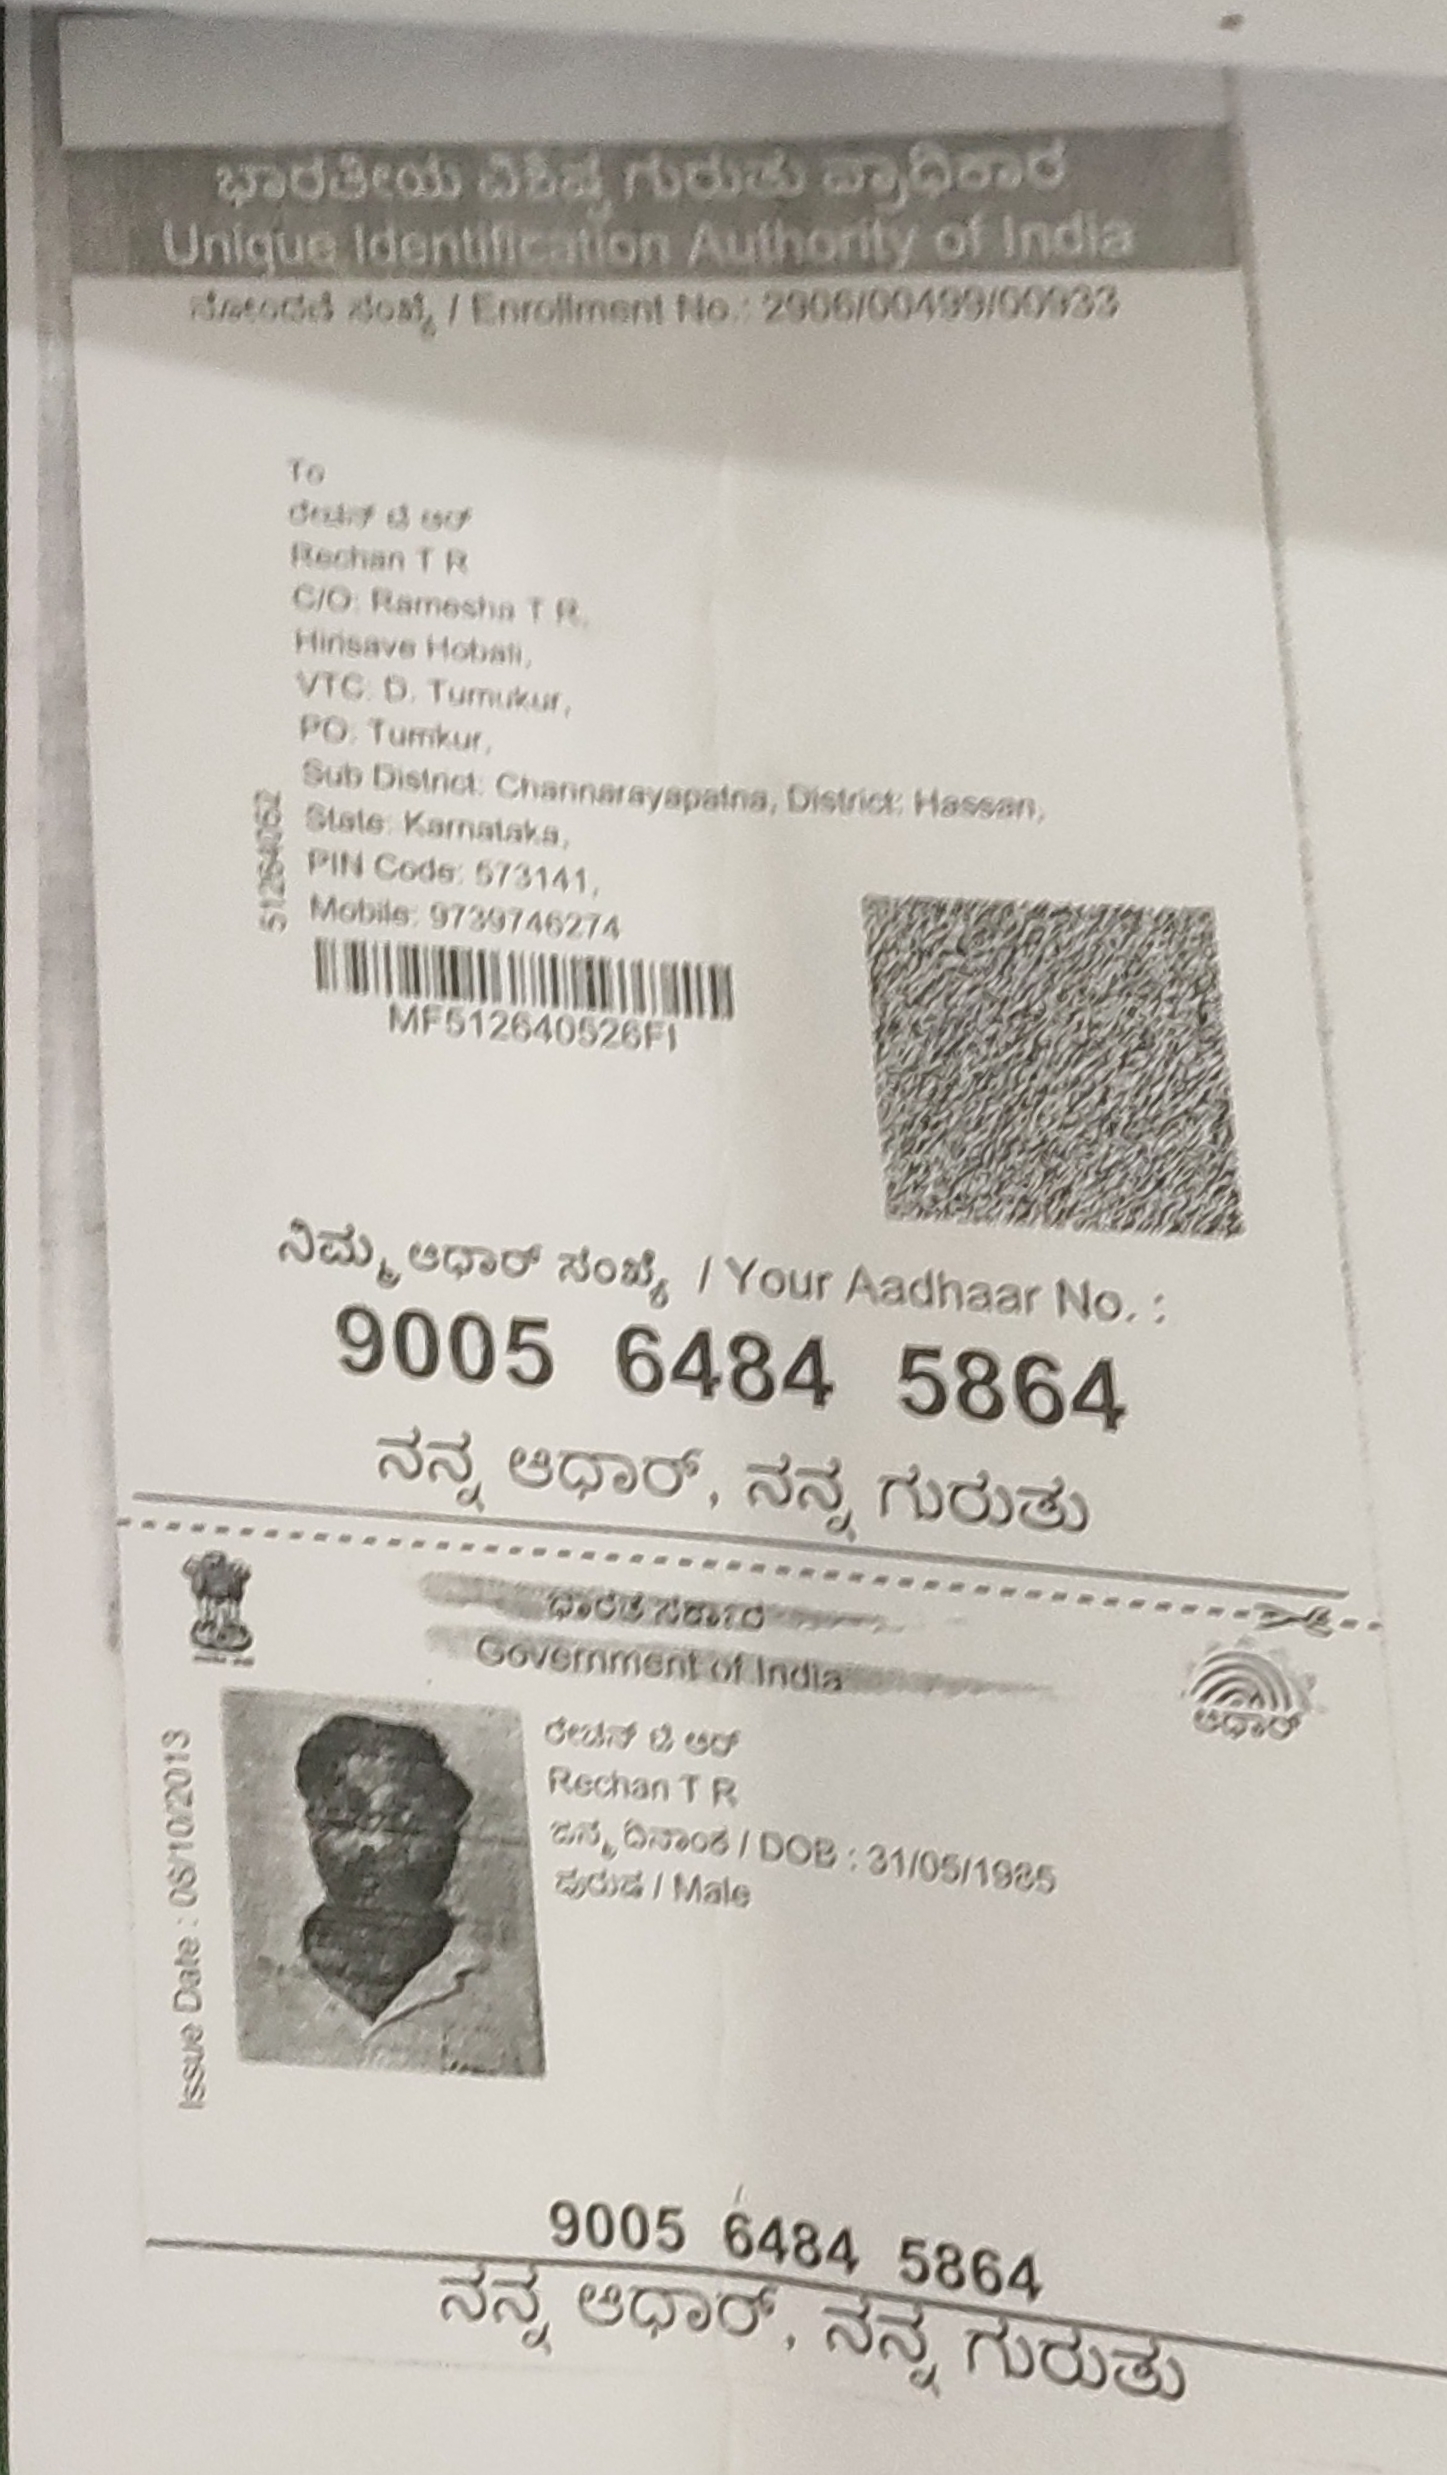 ಭಾರತೀಯ ವಿಶಿಷ್ಟ ಗುರುತು ಪ್ರಾಧಿಕಾರ
Unique Identification Authority of India
ನೋಂದಣಿ ಸಂಖ್ಯೆ / Enrollment No.: 2906/00499/00933
To
ರೇಚನ್ ಟಿ ಆರ್
Rechan T R
C/O: Ramesha T R,
Hirisave Hobali,
VTC: D. Tumukur,
PO: Tumkur,
Sub District: Channarayapatna, District: Hassan,
State: Karnataka,
PIN Code: 573141,
Mobile: 9739746274
MF512640526FI
ನಿಮ್ಮ ಆಧಾರ್ ಸಂಖ್ಯೆ / Your Aadhaar No. :
9005 6484 5864
ನನ್ನ ಆಧಾರ್, ನನ್ನ ಗುರುತು
ಭಾರತ ಸರ್ಕಾರ
Government of India
ಆಧಾರ್
ರೇಚನ್ ಟಿ ಆರ್
Rechan T R
ಜನ್ಮ ದಿನಾಂಕ / DOB : 31/05/1985
ಪುರುಷ / Male
Issue Date :
9005 6484 5864
ನನ್ನ ಆಧಾರ್, ನನ್ನ ಗುರುತು